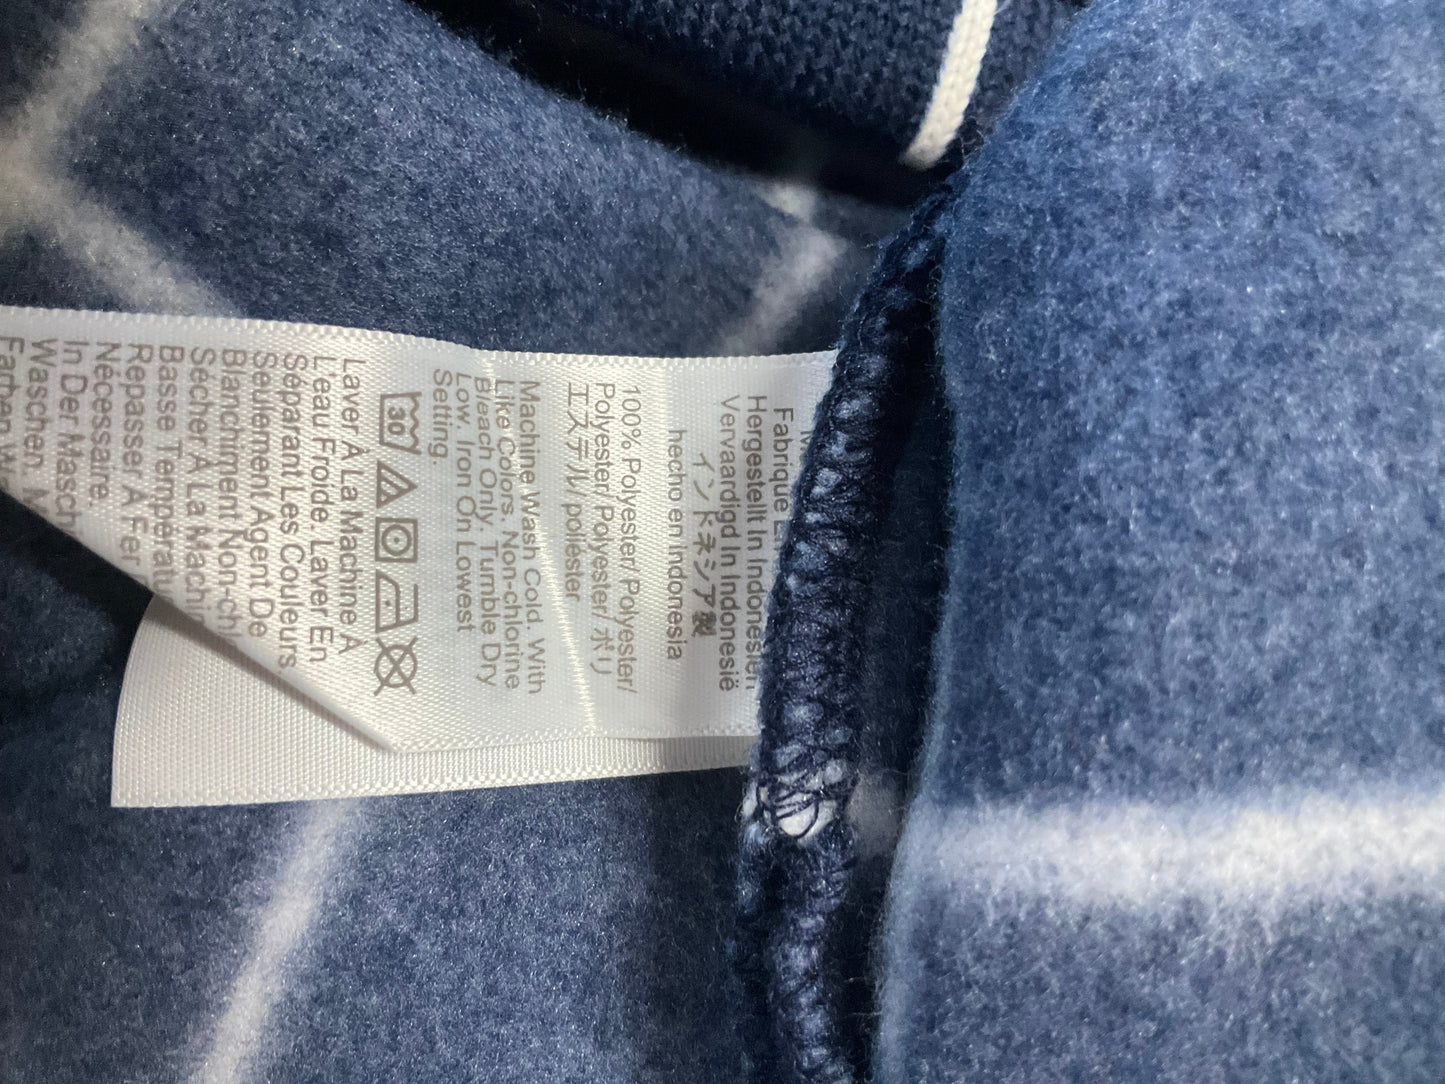 Fabrique
Hergestellt In Indonesien
Vervaardigd In Indonesië
インドネシア製
hecho en Indonesia
100% Polyester/ Polyester/
Polyester/ Polyester/ ポリ
エステル/ poliéster
Machine Wash Cold. With
Like Colors. Non-chlorine
Bleach Only. Tumble Dry
Low. Iron On Lowest
Setting.
30
Laver À La Machine À
L'eau Froide. Laver En
Séparant Les Couleurs.
Seulement Agent De
Blanchiment Non-chl
Sécher À La Machin
Basse Températu
Repasser À Fer
Nécessaire.
In Der Masch
Waschen.